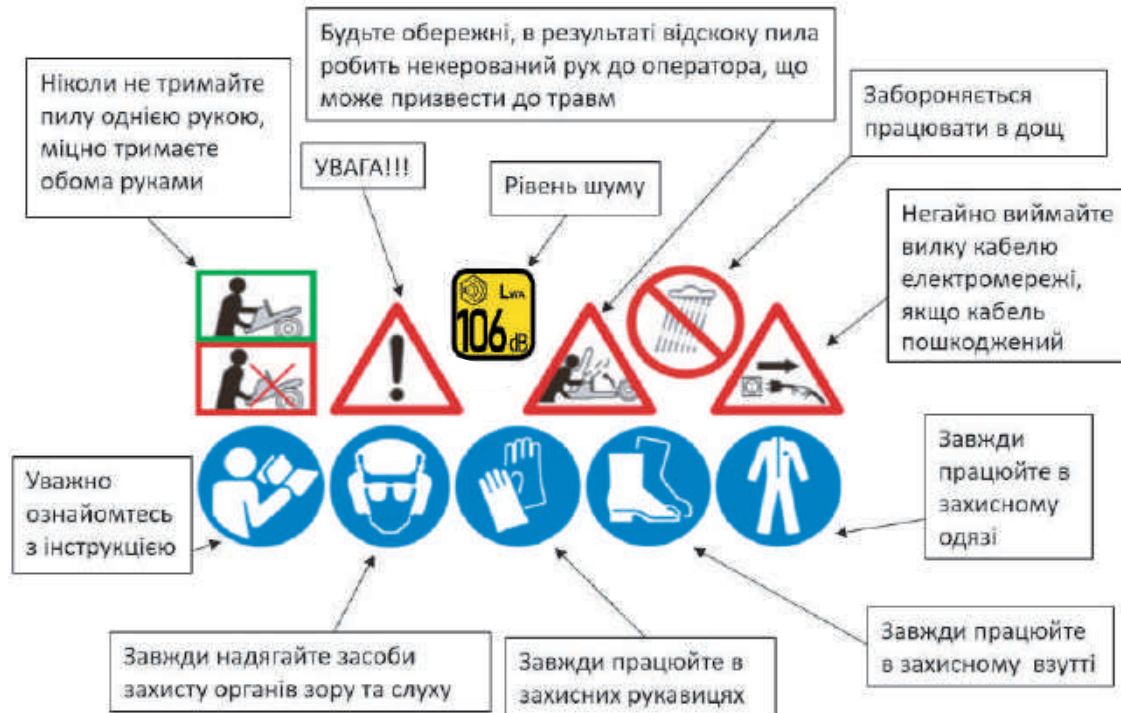 Будьте обережні, в результаті відскоку пила
робить некерований рух до оператора, що
може призвести до травм
Ніколи не тримайте
пилу однією рукою,
міцно тримаєте
обома руками
УВАГА!!!
Рівень шуму
Забороняється
працювати в дощ
Негайно виймайте
вилку кабелю
електромережі,
якщо кабель
пошкоджений
LWA
106 dB
Уважно
ознайомтесь
з інструкцією
Завжди
працюйте в
захисному
одязі
Завжди надягайте засоби
захисту органів зору та слуху
Завжди працюйте в
захисних рукавицях
Завжди працюйте
в захисному взутті